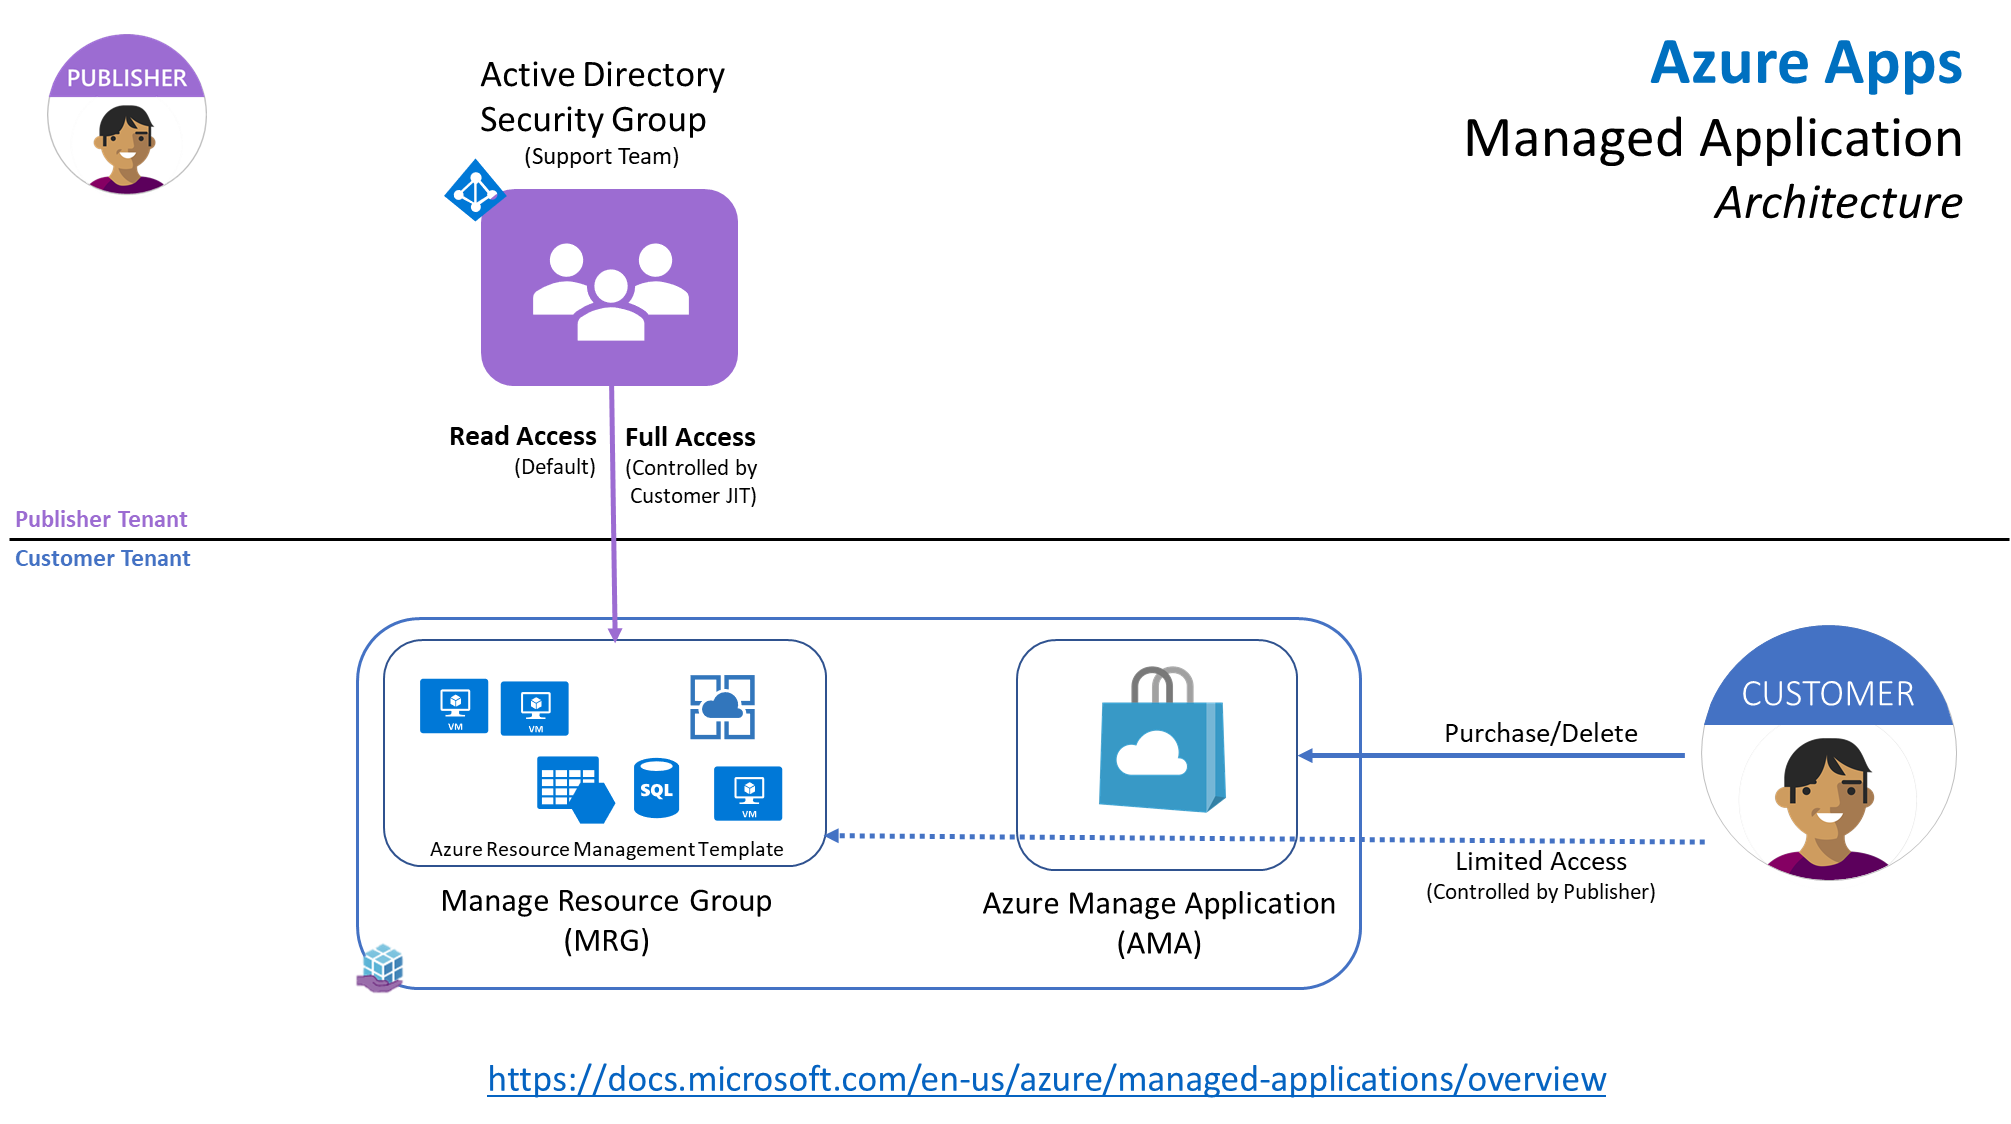 PUBLISHER
Active Directory
Security Group
(Support Team)
Azure Apps
Managed Application
Architecture
Read Access
(Default)
Full Access
(Controlled by
Customer JIT)
Publisher Tenant
Customer Tenant
VM
VM
SQL
VM
Azure Resource Management Template
Manage Resource Group
(MRG)
Azure Manage Application
(AMA)
Purchase/Delete
Limited Access
(Controlled by Publisher)
CUSTOMER
https://docs.microsoft.com/en-us/azure/managed-applications/overview